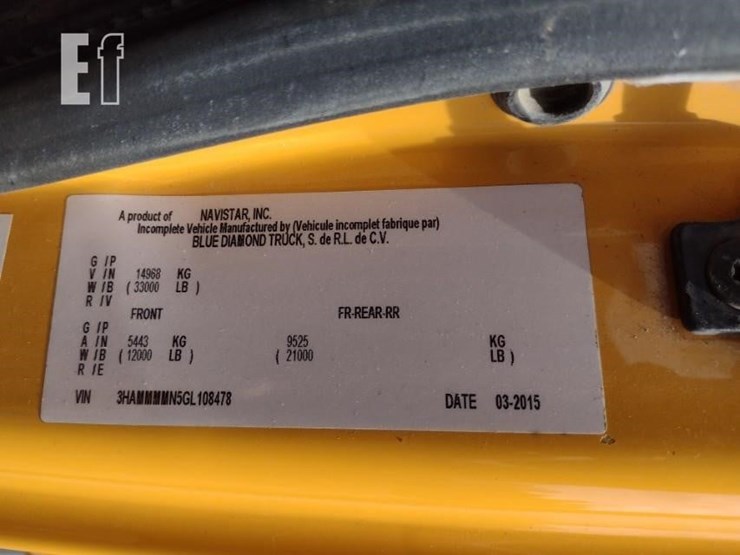 Ef
A product of NAVISTAR, INC.
Incomplete Vehicle Manufactured by (Vehicule incomplet fabrique par)
BLUE DIAMOND TRUCK, S. de R.L. de C.V.
G /P
V /N 14968 KG
W /B ( 33000 LB )
R /V
FRONT FR-REAR-RR
G /P
A /N 5443 KG 9525 KG
W /B ( 12000 LB ) ( 21000 LB )
R /E
VIN 3HAMMMMN5GL108478 DATE 03-2015